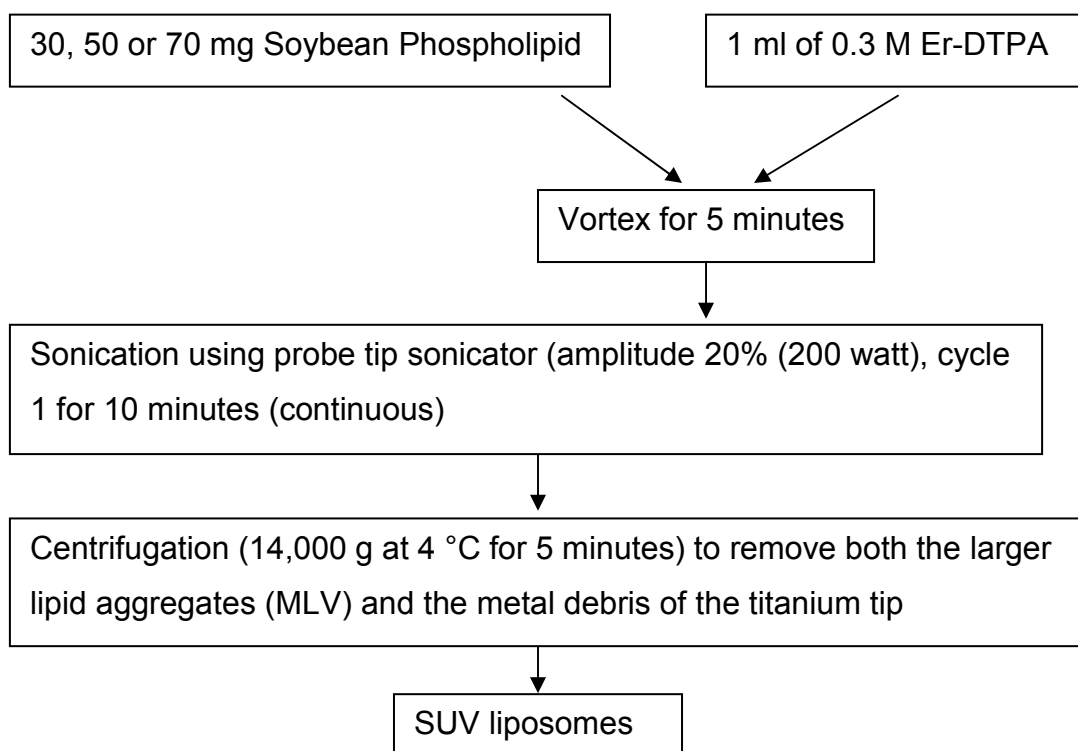 30, 50 or 70 mg Soybean Phospholipid
1 ml of 0.3 M Er-DTPA
Vortex for 5 minutes
Sonication using probe tip sonicator (amplitude 20% (200 watt), cycle
1 for 10 minutes (continuous)
Centrifugation (14,000 g at 4 °C for 5 minutes) to remove both the larger
lipid aggregates (MLV) and the metal debris of the titanium tip
SUV liposomes